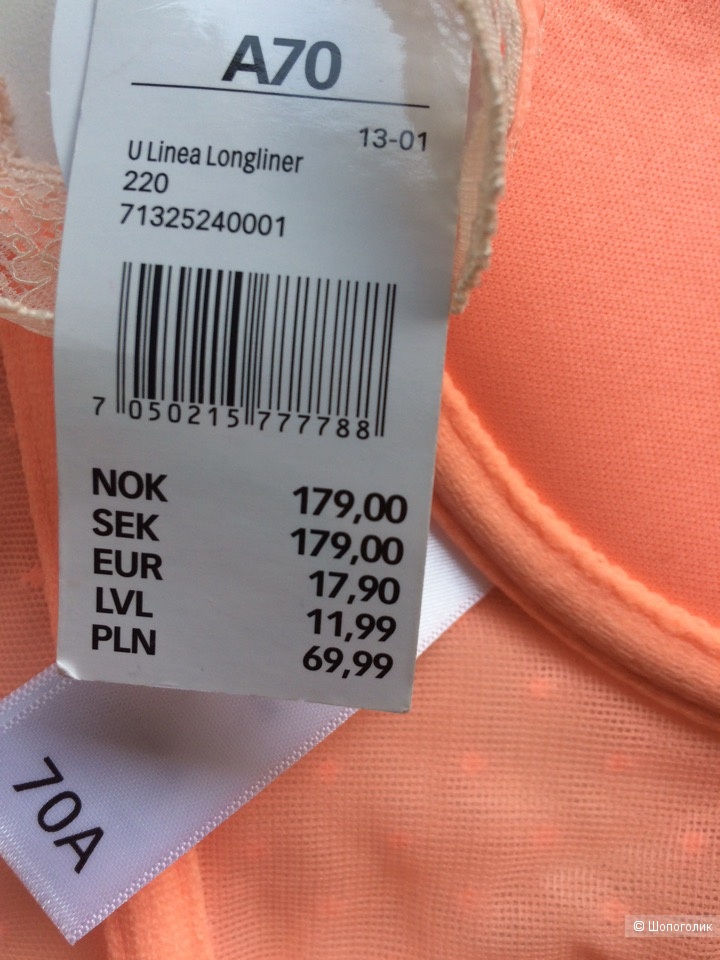 A70
13-01
U Linea Longliner
220
71325240001
7 050215 777788
NOK 179,00
SEK 179,00
EUR 17,90
LVL 11,99
PLN 69,99
70A
© Шопоголик